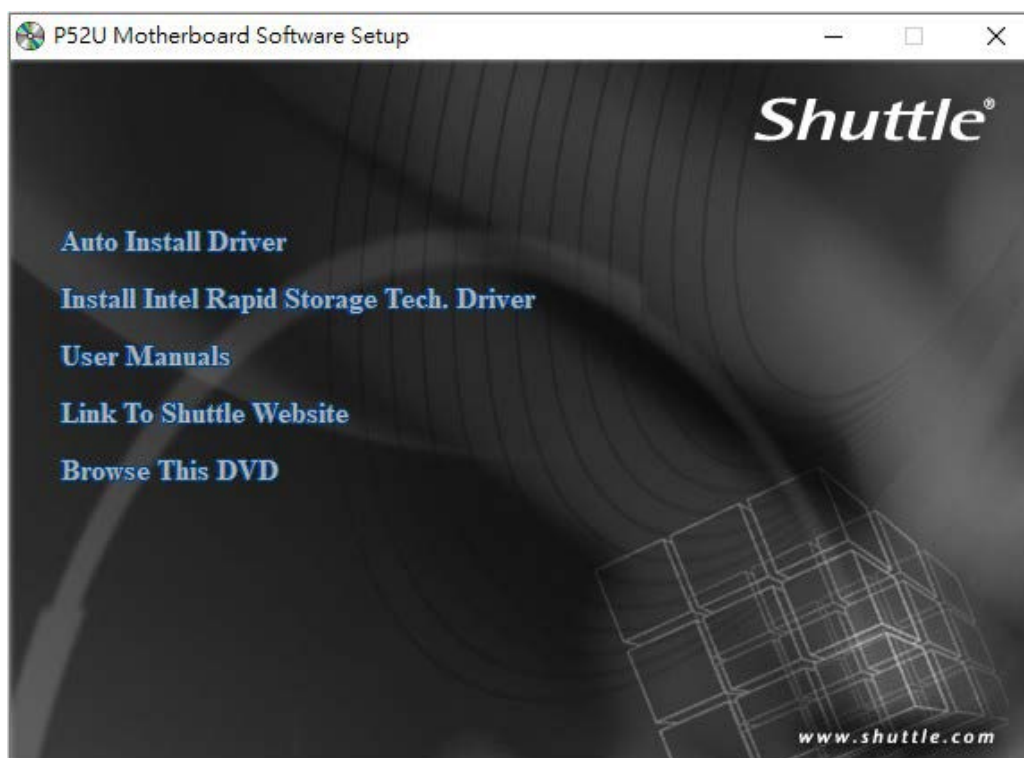 P52U Motherboard Software Setup
Shuttle®
Auto Install Driver
Install Intel Rapid Storage Tech. Driver
User Manuals
Link To Shuttle Website
Browse This DVD
www.shuttle.com